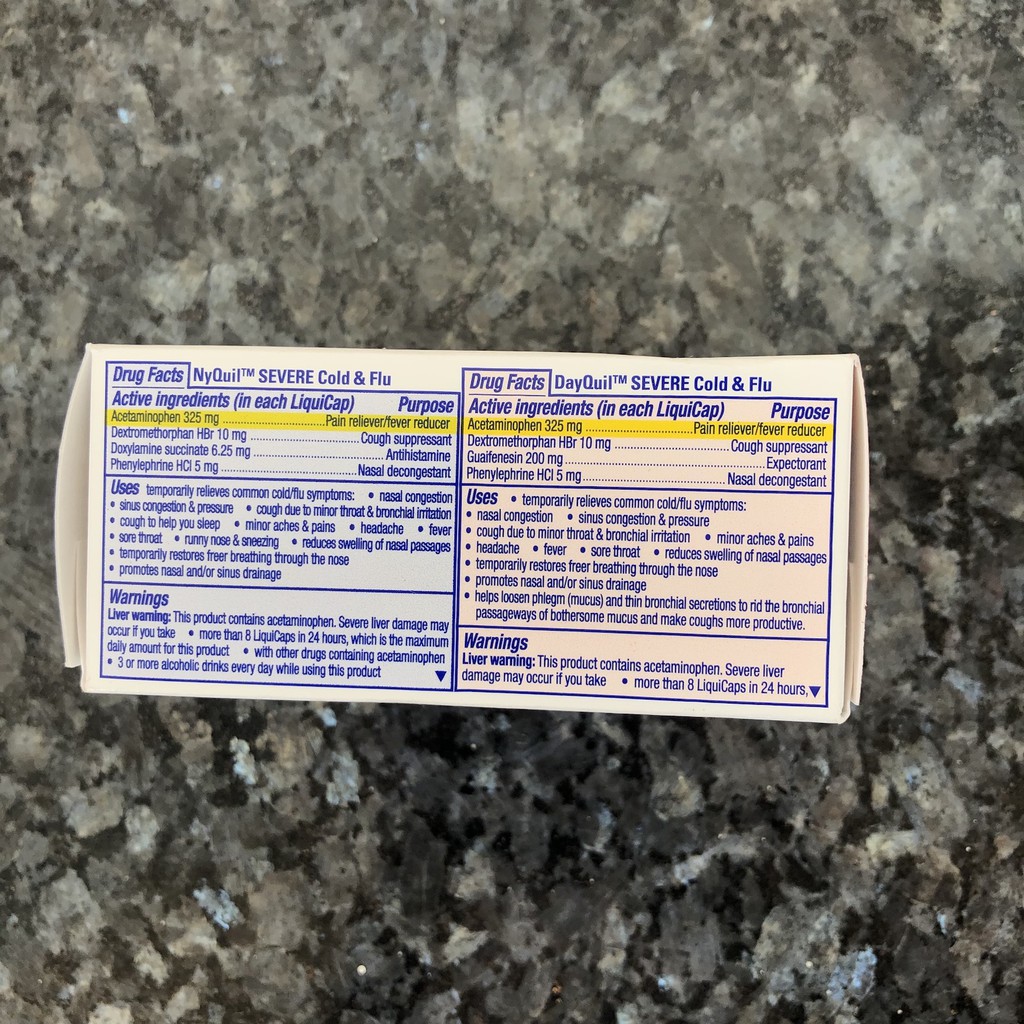 Drug Facts NyQuil™ SEVERE Cold & Flu
Active ingredients (in each LiquiCap) Purpose
Acetaminophen 325 mg ........................ Pain reliever/fever reducer
Dextromethorphan HBr 10 mg ........................ Cough suppressant
Doxylamine succinate 6.25 mg ........................ Antihistamine
Phenylephrine HCl 5 mg ........................ Nasal decongestant
Uses temporarily relieves common cold/flu symptoms: • nasal congestion
• sinus congestion & pressure • cough due to minor throat & bronchial irritation
• cough to help you sleep • minor aches & pains • headache • fever
• sore throat • runny nose & sneezing • reduces swelling of nasal passages
• temporarily restores freer breathing through the nose
• promotes nasal and/or sinus drainage
Warnings
Liver warning: This product contains acetaminophen. Severe liver damage may
occur if you take • more than 8 LiquiCaps in 24 hours, which is the maximum
daily amount for this product • with other drugs containing acetaminophen
• 3 or more alcoholic drinks every day while using this product ▼
Drug Facts DayQuil™ SEVERE Cold & Flu
Active ingredients (in each LiquiCap) Purpose
Acetaminophen 325 mg ........................ Pain reliever/fever reducer
Dextromethorphan HBr 10 mg ........................ Cough suppressant
Guaifenesin 200 mg ........................ Expectorant
Phenylephrine HCl 5 mg ........................ Nasal decongestant
Uses • temporarily relieves common cold/flu symptoms:
• nasal congestion • sinus congestion & pressure
• cough due to minor throat & bronchial irritation • minor aches & pains
• headache • fever • sore throat • reduces swelling of nasal passages
• temporarily restores freer breathing through the nose
• promotes nasal and/or sinus drainage
• helps loosen phlegm (mucus) and thin bronchial secretions to rid the bronchial
passageways of bothersome mucus and make coughs more productive.
Warnings
Liver warning: This product contains acetaminophen. Severe liver
damage may occur if you take • more than 8 LiquiCaps in 24 hours, ▼